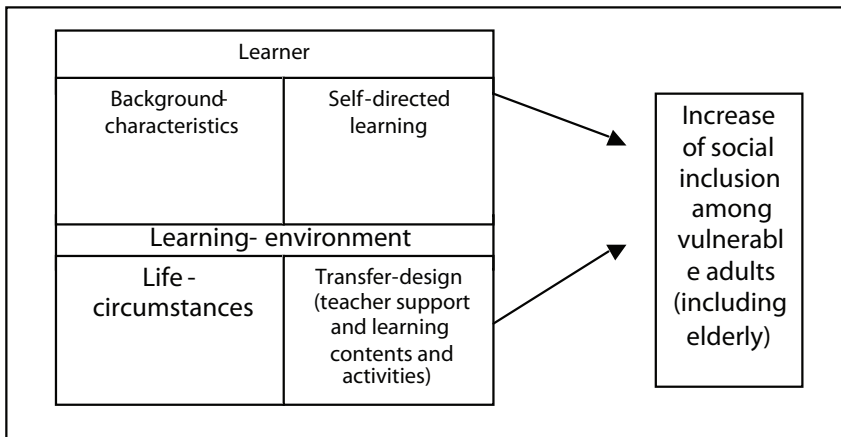 Learner
Background-
characteristics
Self-directed
learning
Learning- environment
Life -
circumstances
Transfer-design
(teacher support
and learning
contents and
activities)
Increase
of social
inclusion
among
vulnerabl
e adults
(including
elderly)